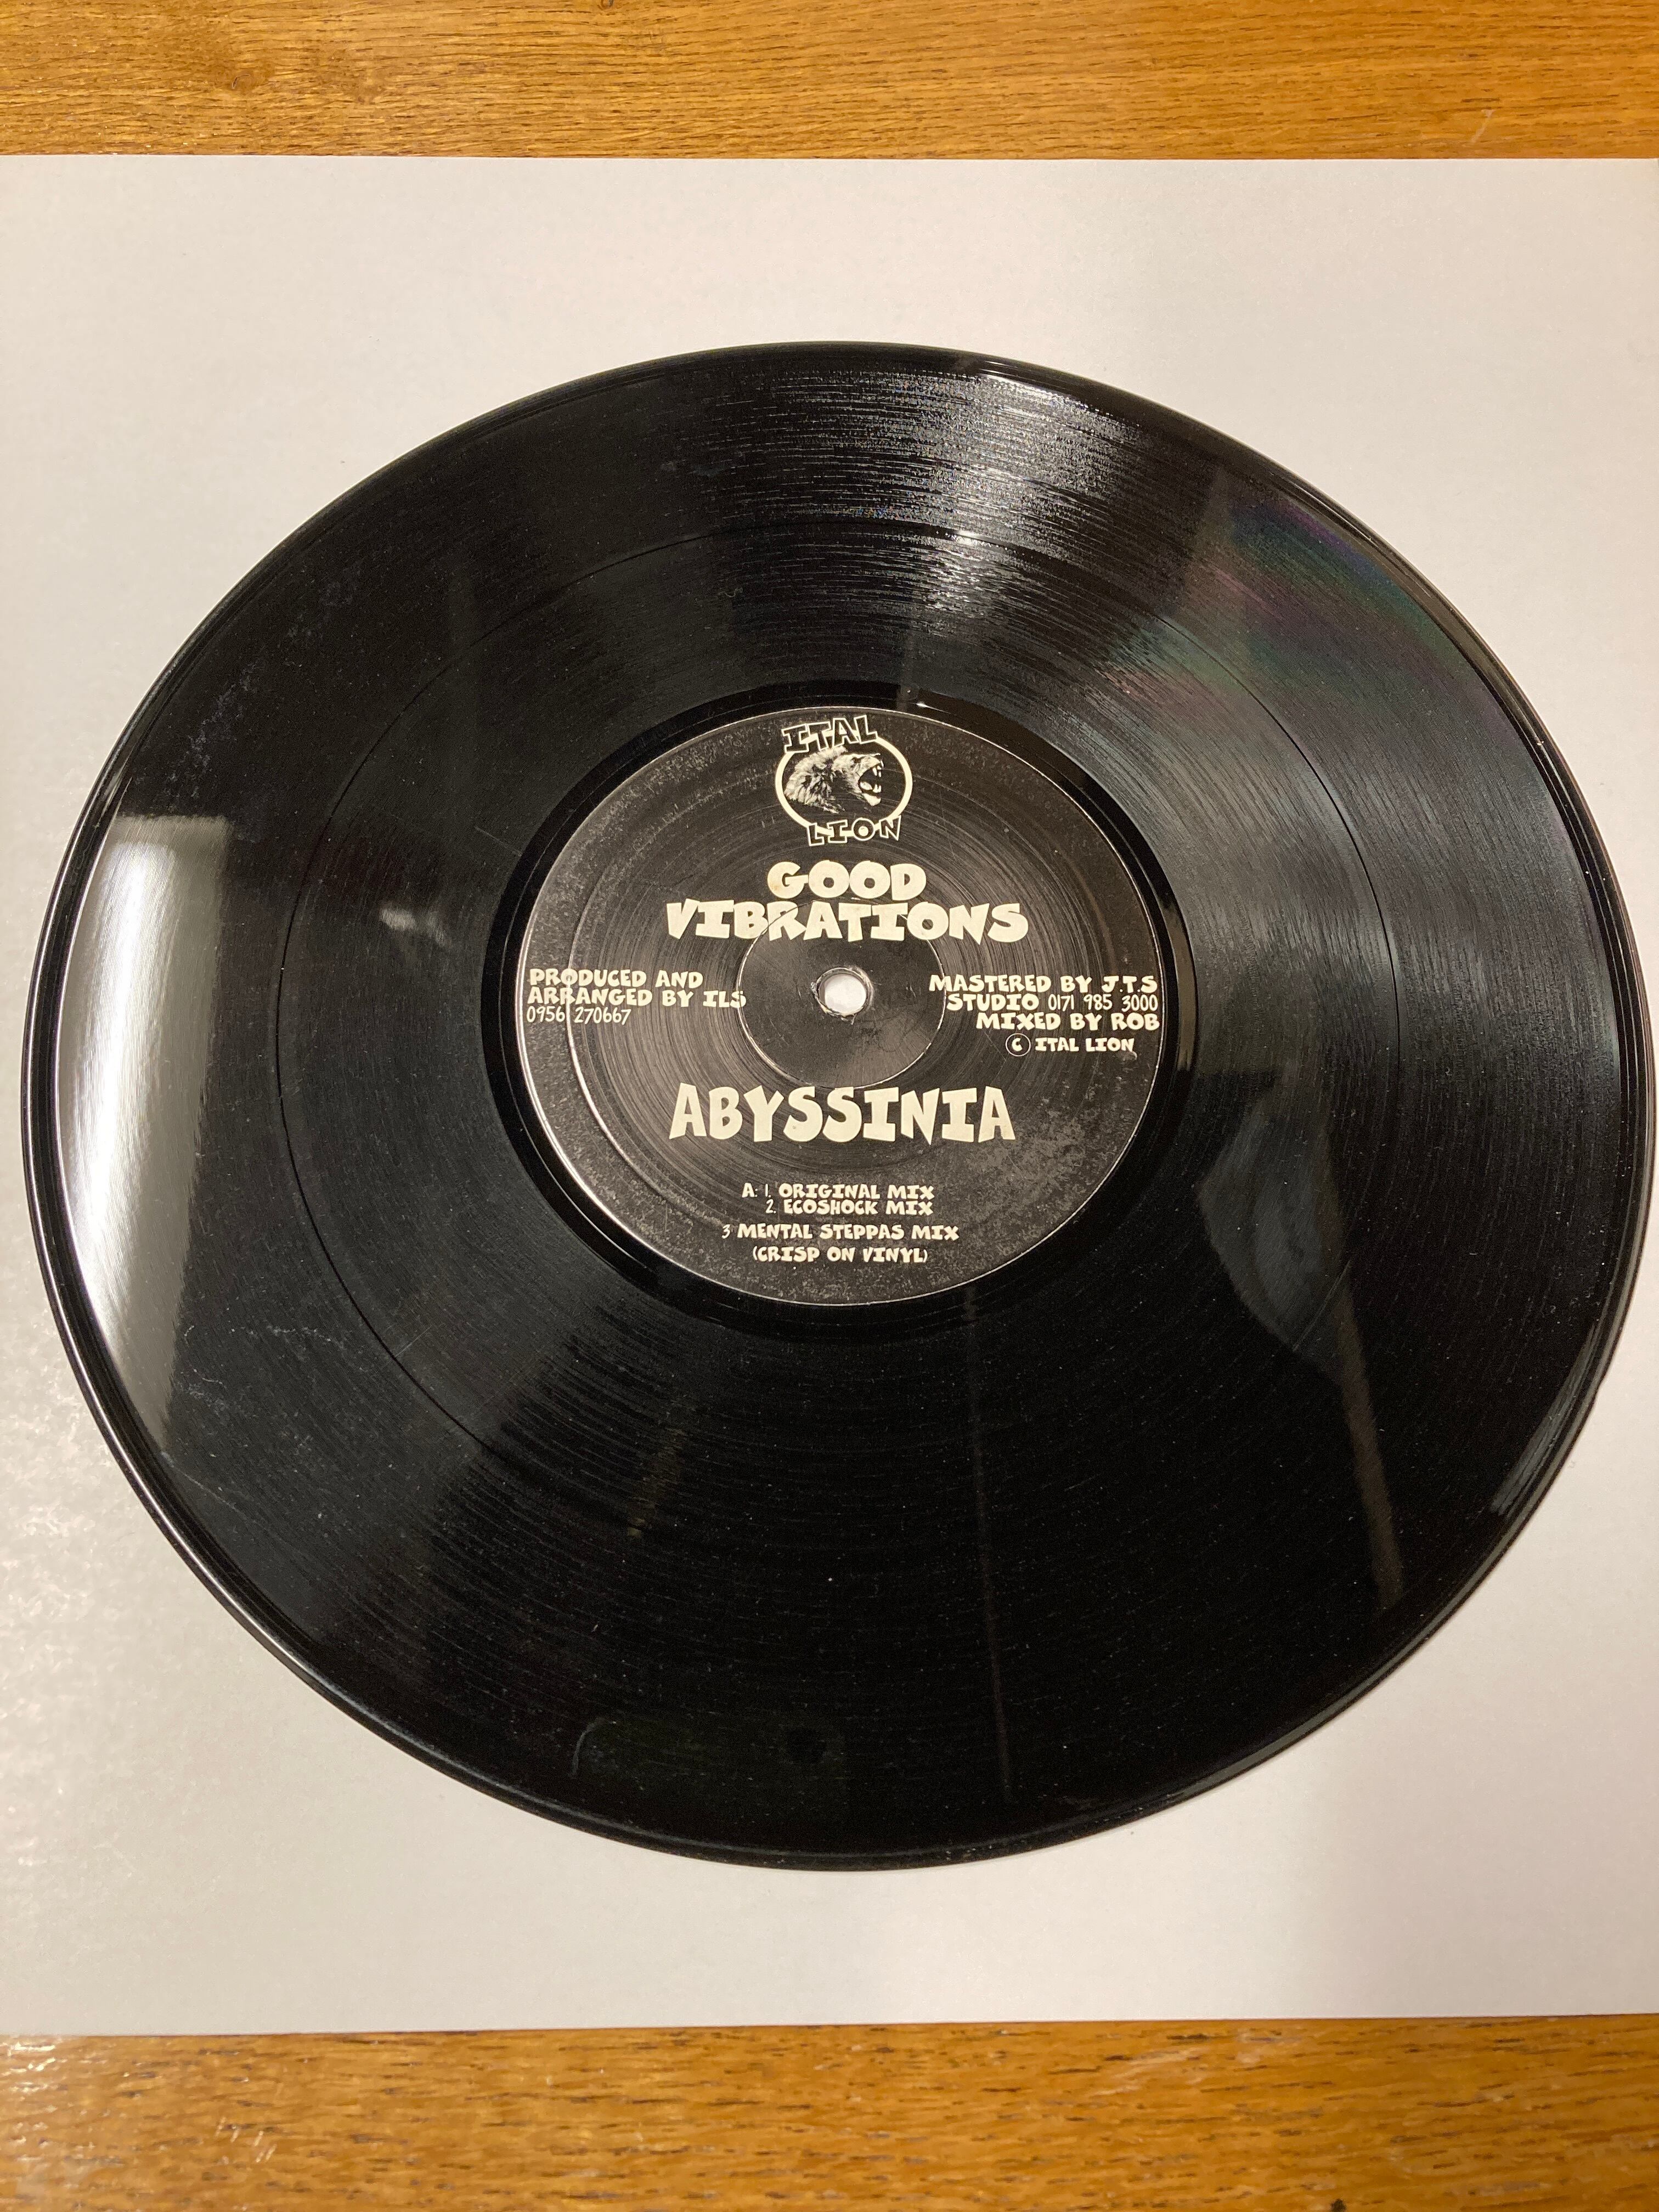 ITAL
LION
GOOD
VIBRATIONS
PRODUCED AND
ARRANGED BY ILS
0956 270667
MASTERED BY J.T.S
STUDIO 0171 985 3000
MIXED BY ROB
© ITAL LION
ABYSSINIA
A: 1. ORIGINAL MIX
2. ECOSHOCK MIX
3 MENTAL STEPPAS MIX
(CRISP ON VINYL)